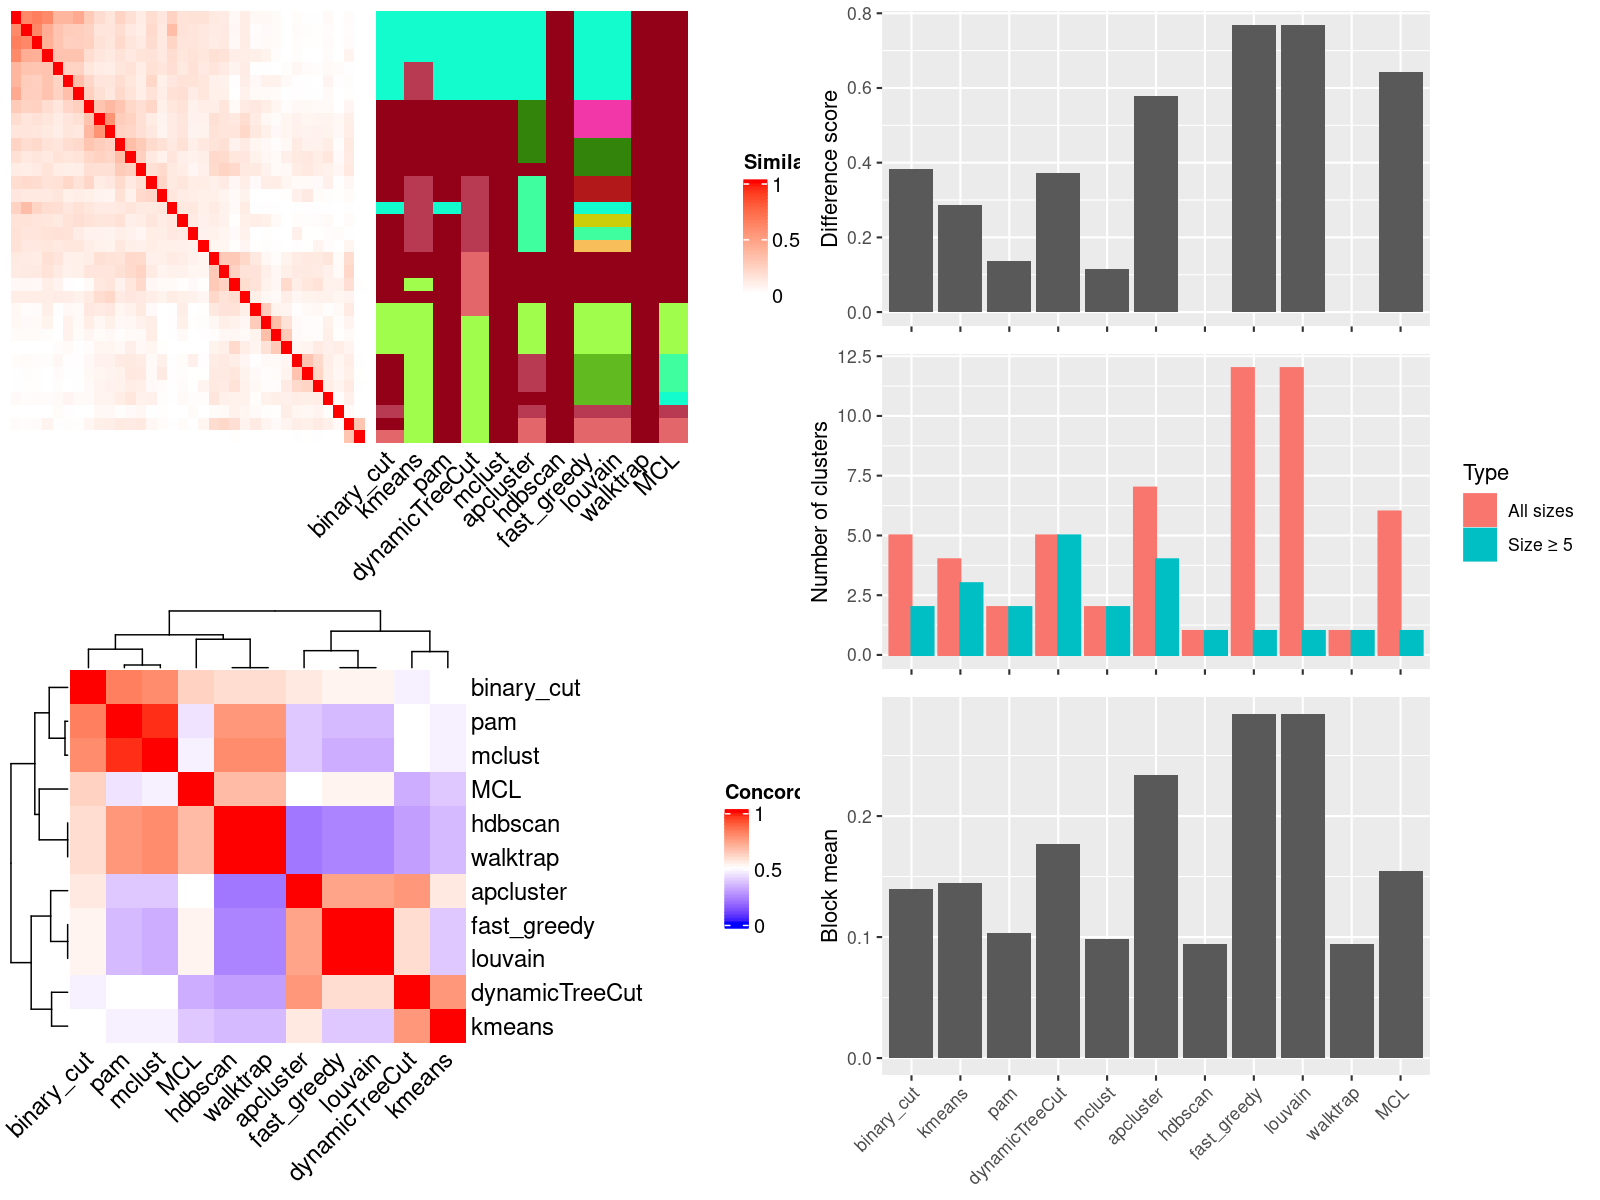 Simila
1
0.5
0
binary_cut
kmeans
pam
dynamicTreeCut
mclust
apcluster
hdbscan
fast_greedy
louvain
walktrap
MCL
binary_cut
pam
mclust
MCL
hdbscan
walktrap
apcluster
fast_greedy
louvain
dynamicTreeCut
kmeans
Concord
1
0.5
0
binary_cut
pam
mclust
MCL
hdbscan
walktrap
apcluster
fast_greedy
louvain
dynamicTreeCut
kmeans
Difference score
0.8
0.6
0.4
0.2
0.0
Number of clusters
12.5
10.0
7.5
5.0
2.5
0.0
Type
All sizes
Size ≥ 5
Block mean
0.2
0.1
0.0
binary_cut
kmeans
pam
dynamicTreeCut
mclust
apcluster
hdbscan
fast_greedy
louvain
walktrap
MCL